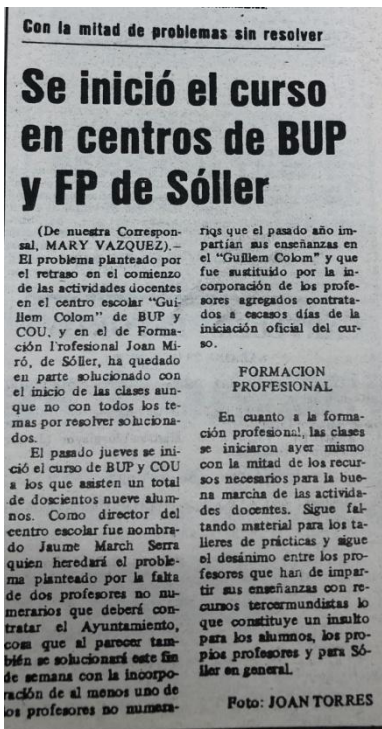 Con la mitad de problemas sin resolver
Se inició el curso
en centros de BUP
y FP de Sóller
(De nuestra Correspon-
sal, MARY VAZQUEZ).—
El problema planteado por
el retraso en el comienzo
de las actividades docentes
en el centro escolar "Gui-
llem Colom" de BUP y
COU, y en el de Forma-
ción Profesional Joan Mi-
ró, de Sóller, ha quedado
en parte solucionado con
el inicio de las clases aun-
que no con todos los te-
mas por resolver soluciona-
dos.
El pasado jueves se ini-
ció el curso de BUP y COU
a los que asisten un total
de doscientos nueve alum-
nos. Como director del
centro escolar fue nombra-
do Jaume March Serra
quien heredará el proble-
ma planteado por la falta
de dos profesores no nu-
merarios que deberá con-
tratar el Ayuntamiento,
cosa que al parecer tam-
bién se solucionará este fin
de semana con la incorpo-
ración de al menos uno de
los profesores no numera-
rios que el pasado año im-
partían sus enseñanzas en
el "Guillem Colom" y que
fue sustituido por la in-
corporación de los profe-
sores agregados contrata-
dos a escasos días de la
iniciación oficial del cur-
so.
FORMACION
PROFESIONAL
En cuanto a la forma-
ción profesional, las clases
se iniciaron ayer mismo
con la mitad de los recur-
sos necesarios para la bue-
na marcha de las activida-
des docentes. Sigue fal-
tando material para los ta-
lleres de prácticas y sigue
el desánimo entre los pro-
fesores que han de impar-
tir sus enseñanzas con re-
cursos tercermundistas lo
que constituye un insulto
para los alumnos, los pro-
pios profesores y para Só-
ller en general.
Foto: JOAN TORRES